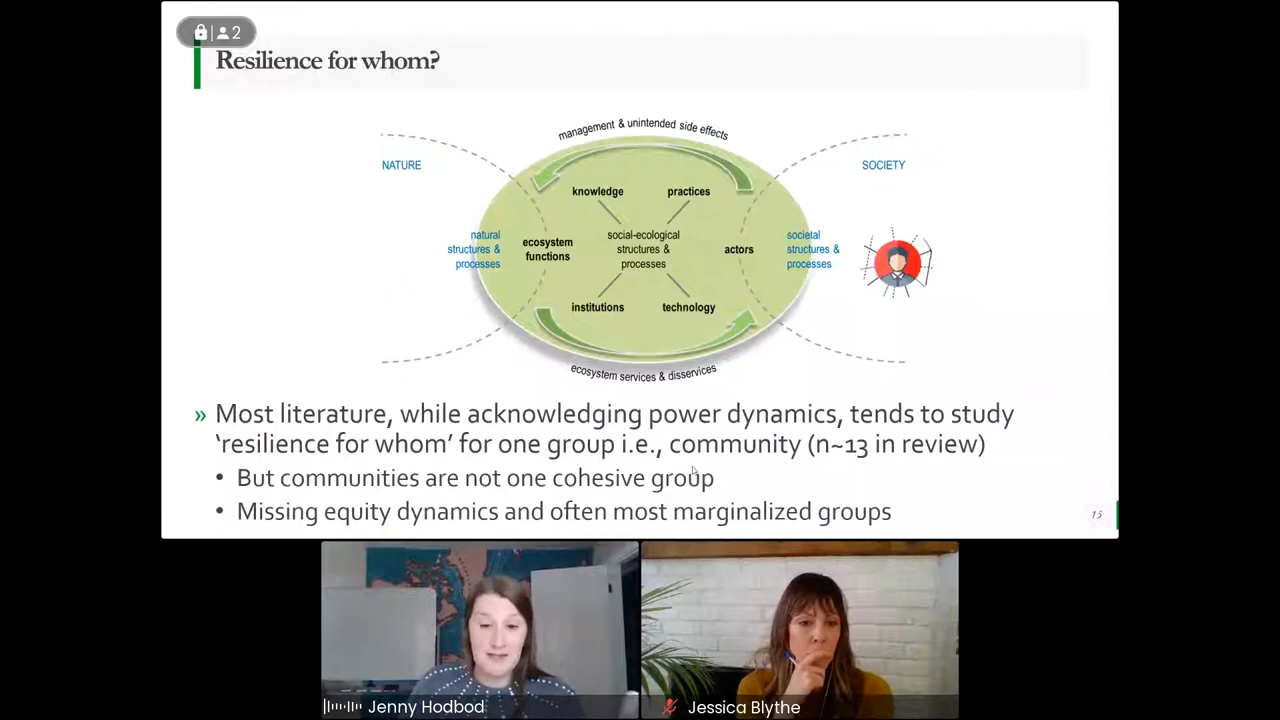 2
Resilience for whom?
management & unintended side effects
NATURE
SOCIETY
knowledge
practices
natural
structures &
processes
ecosystem
functions
social-ecological
structures &
processes
actors
societal
structures &
processes
institutions
technology
ecosystem services & disservices
» Most literature, while acknowledging power dynamics, tends to study
‘resilience for whom’ for one group i.e., community (n~13 in review)
• But communities are not one cohesive group
• Missing equity dynamics and often most marginalized groups
15
Jenny Hodbod
Jessica Blythe